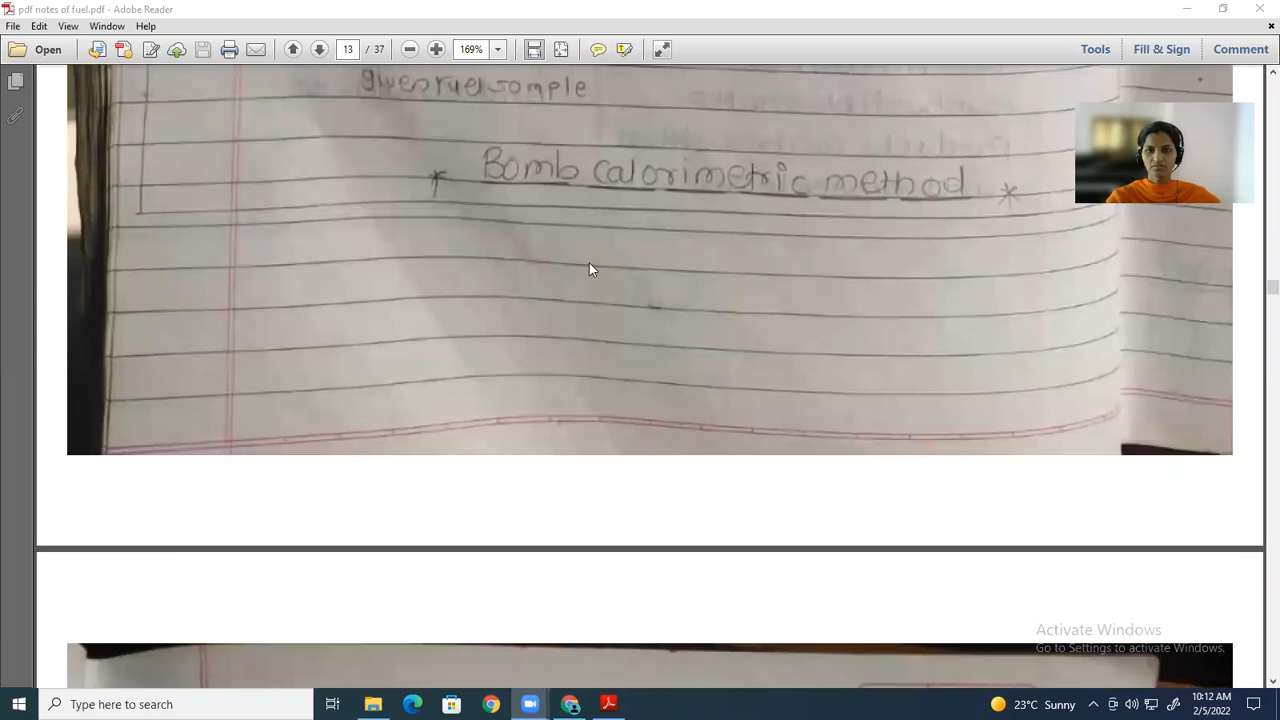 pdf notes of fuel.pdf - Adobe Reader
File Edit View Window Help
Open 13 / 37 169% Tools Fill & Sign Comment
given fuel sample
* Bomb calorimetric method *
Activate Windows
Go to Settings to activate Windows.
Type here to search
23°C Sunny
10:12 AM
2/5/2022